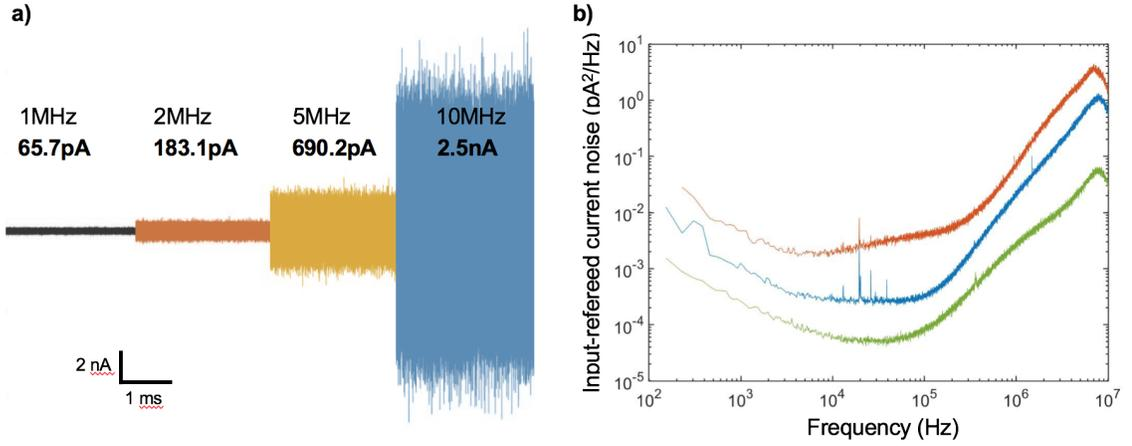 a)
1MHz 2MHz 5MHz 10MHz
65.7pA 183.1pA 690.2pA 2.5nA
2 nA
1 ms
b)
Input-refereed current noise (pA²/Hz)
10¹
10⁰
10⁻¹
10⁻²
10⁻³
10⁻⁴
10⁻⁵
10² 10³ 10⁴ 10⁵ 10⁶ 10⁷
Frequency (Hz)